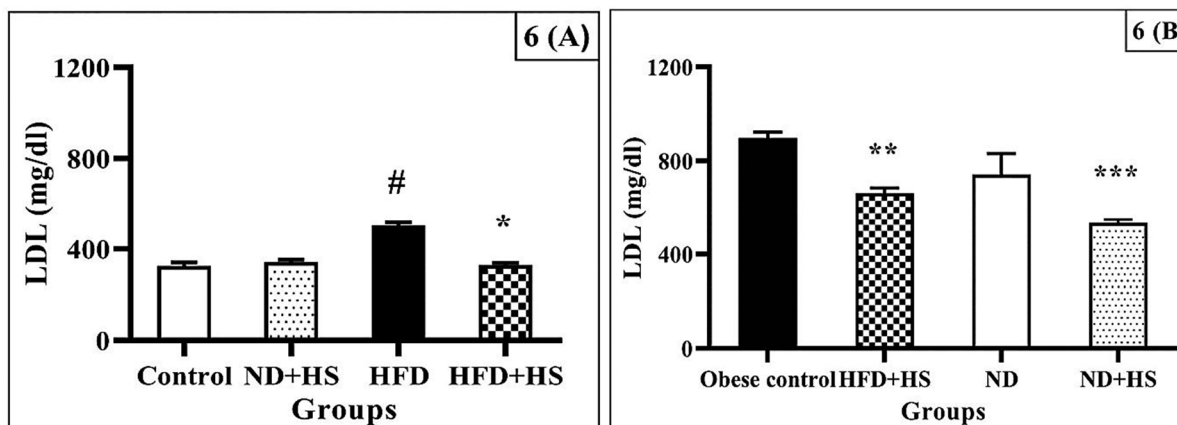 6 (A)
1200
800
400
0
LDL (mg/dl)
#
*
Control ND+HS HFD HFD+HS
Groups
6 (B)
1200
800
400
0
LDL (mg/dl)
**
***
Obese control HFD+HS ND ND+HS
Groups